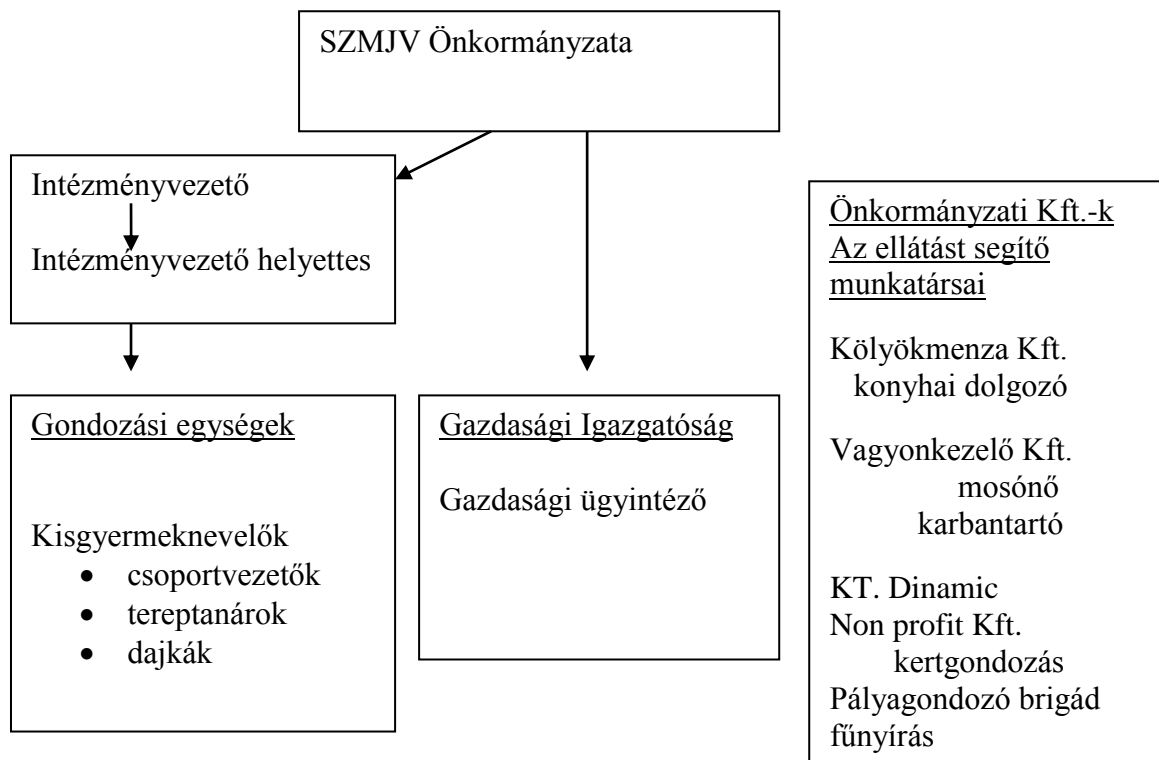 SZMJV Önkormányzata
Intézményvezető
Intézményvezető helyettes
Gondozási egységek
Kisgyermeknevelők
• csoportvezetők
• tereptanárok
• dajkák
Gazdasági Igazgatóság
Gazdasági ügyintéző
Önkormányzati Kft.-k
Az ellátást segítő
munkatársai
Kölyökmenza Kft.
konyhai dolgozó
Vagyonkezelő Kft.
mosónő
karbantartó
KT. Dinamic
Non profit Kft.
kertgondozás
Pályagondozó brigád
fűnyírás